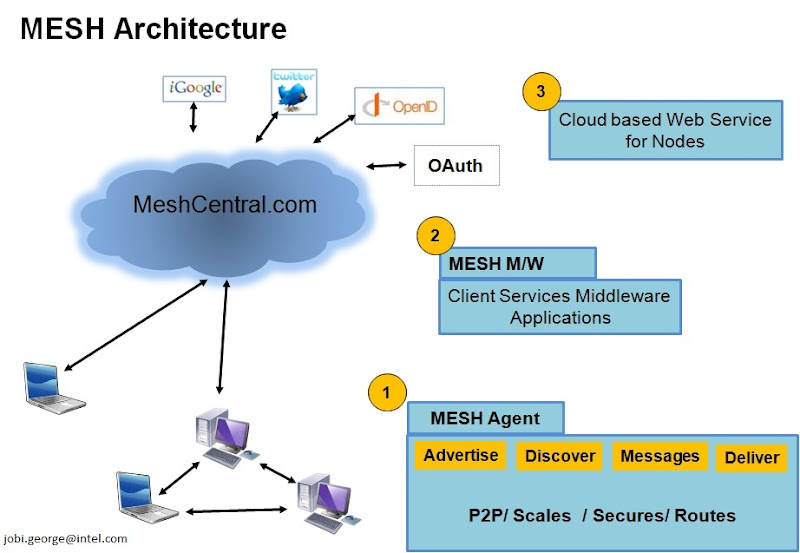 MESH Architecture
iGoogle
twitter
OpenID
OAuth
MeshCentral.com
3
Cloud based Web Service
for Nodes
2
MESH M/W
Client Services Middleware
Applications
1
MESH Agent
Advertise
Discover
Messages
Deliver
P2P/ Scales / Secures/ Routes
jobi.george@intel.com